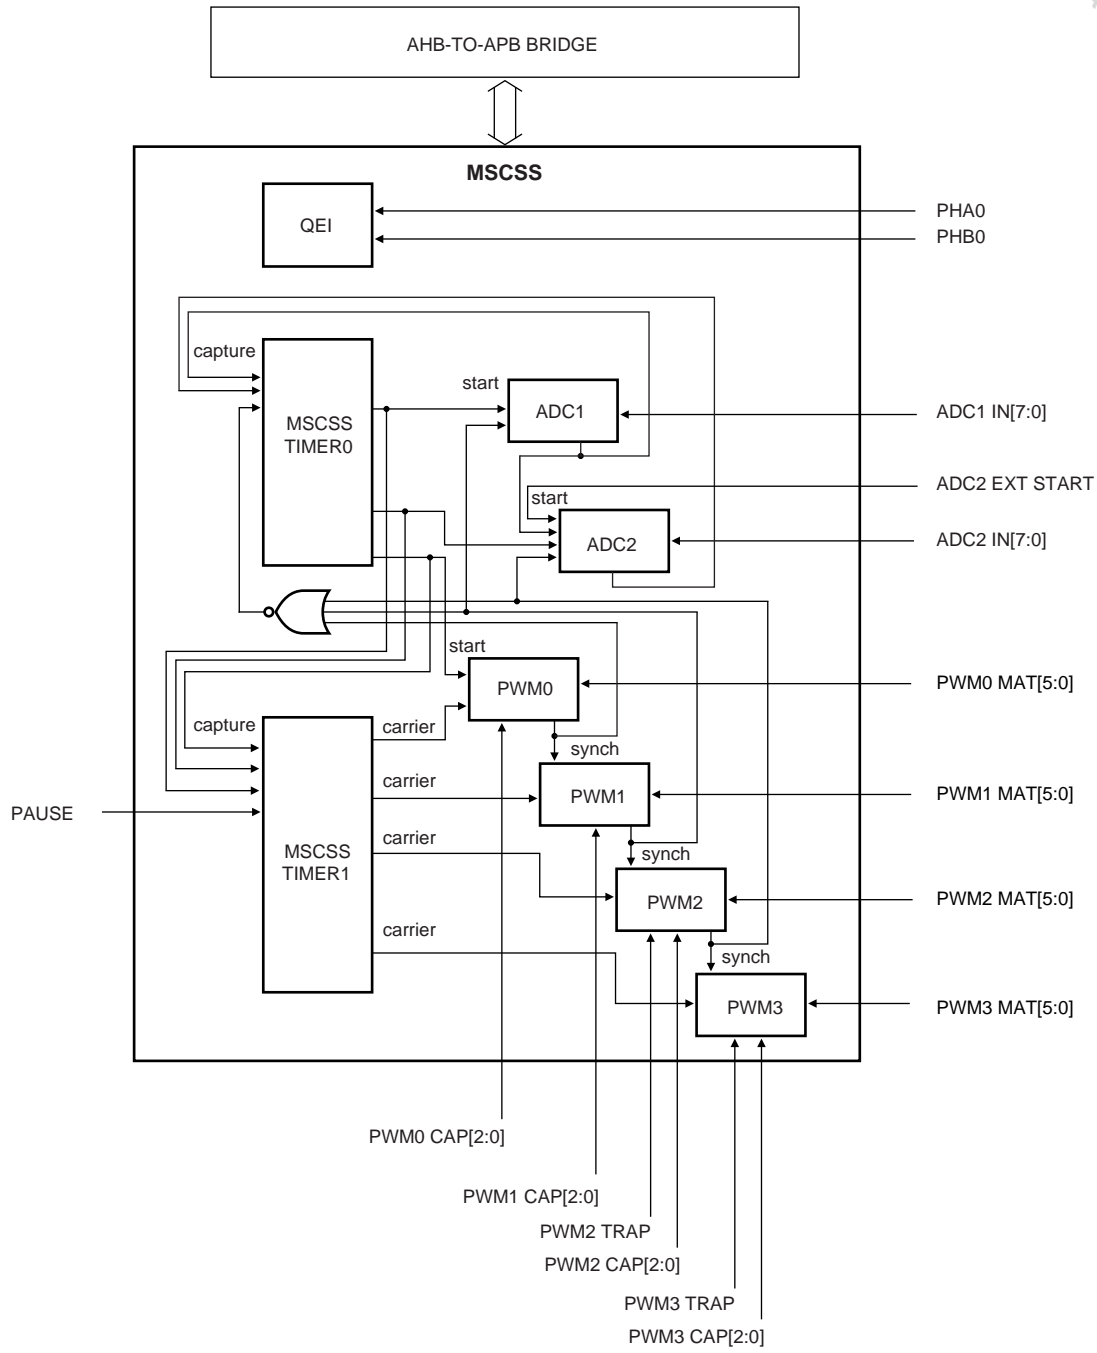 AHB-TO-APB BRIDGE
MSCSS
QEI
PHA0
PHB0
capture
MSCSS
TIMER0
start
ADC1
ADC1 IN[7:0]
ADC2 EXT START
start
ADC2
ADC2 IN[7:0]
start
PWM0
PWM0 MAT[5:0]
capture
carrier
synch
carrier
PWM1
PWM1 MAT[5:0]
PAUSE
MSCSS
TIMER1
carrier
synch
PWM2
PWM2 MAT[5:0]
carrier
synch
PWM3
PWM3 MAT[5:0]
PWM0 CAP[2:0]
PWM1 CAP[2:0]
PWM2 TRAP
PWM2 CAP[2:0]
PWM3 TRAP
PWM3 CAP[2:0]